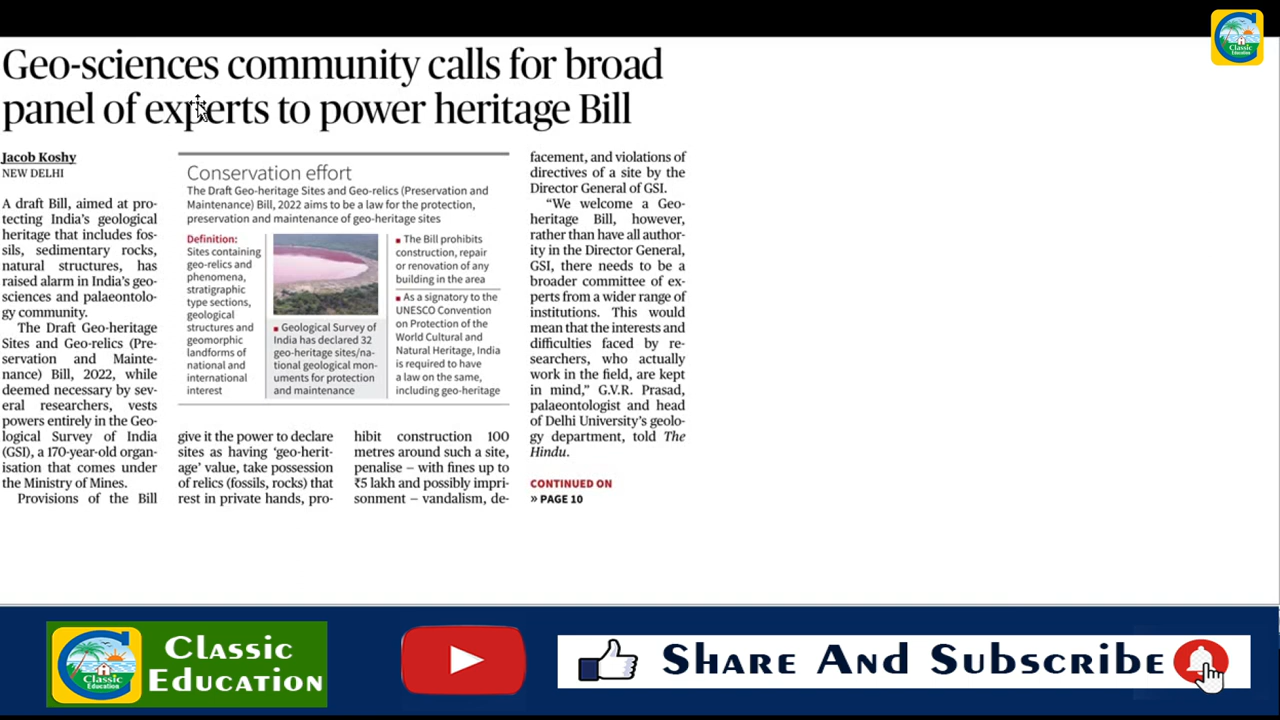 Classic
Education
Geo-sciences community calls for broad
panel of experts to power heritage Bill
Jacob Koshy
NEW DELHI
A draft Bill, aimed at pro-
tecting India's geological
heritage that includes fos-
sils, sedimentary rocks,
natural structures, has
raised alarm in India's geo-
sciences and palaeontolo-
gy community.
The Draft Geo-heritage
Sites and Geo-relics (Pre-
servation and Mainte-
nance) Bill, 2022, while
deemed necessary by sev-
eral researchers, vests
powers entirely in the Geo-
logical Survey of India
(GSI), a 170-year-old organ-
isation that comes under
the Ministry of Mines.
Provisions of the Bill
Conservation effort
The Draft Geo-heritage Sites and Geo-relics (Preservation and
Maintenance) Bill, 2022 aims to be a law for the protection,
preservation and maintenance of geo-heritage sites
Definition:
Sites containing
geo-relics and
phenomena,
stratigraphic
type sections,
geological
structures and
geomorphic
landforms of
national and
international
interest
■ Geological Survey of
India has declared 32
geo-heritage sites/na-
tional geological mon-
uments for protection
and maintenance
■ The Bill prohibits
construction, repair
or renovation of any
building in the area
■ As a signatory to the
UNESCO Convention
on Protection of the
World Cultural and
Natural Heritage, India
is required to have
a law on the same,
including geo-heritage
give it the power to declare
sites as having 'geo-herit-
age' value, take possession
of relics (fossils, rocks) that
rest in private hands, pro-
hibit construction 100
metres around such a site,
penalise – with fines up to
₹5 lakh and possibly impri-
sonment – vandalism, de-
facement, and violations of
directives of a site by the
Director General of GSI.
"We welcome a Geo-
heritage Bill, however,
rather than have all author-
ity in the Director General,
GSI, there needs to be a
broader committee of ex-
perts from a wider range of
institutions. This would
mean that the interests and
difficulties faced by re-
searchers, who actually
work in the field, are kept
in mind," G.V.R. Prasad,
palaeontologist and head
of Delhi University's geolo-
gy department, told The
Hindu.
CONTINUED ON
» PAGE 10
Classic
Education
Classic
Education
Share And Subscribe